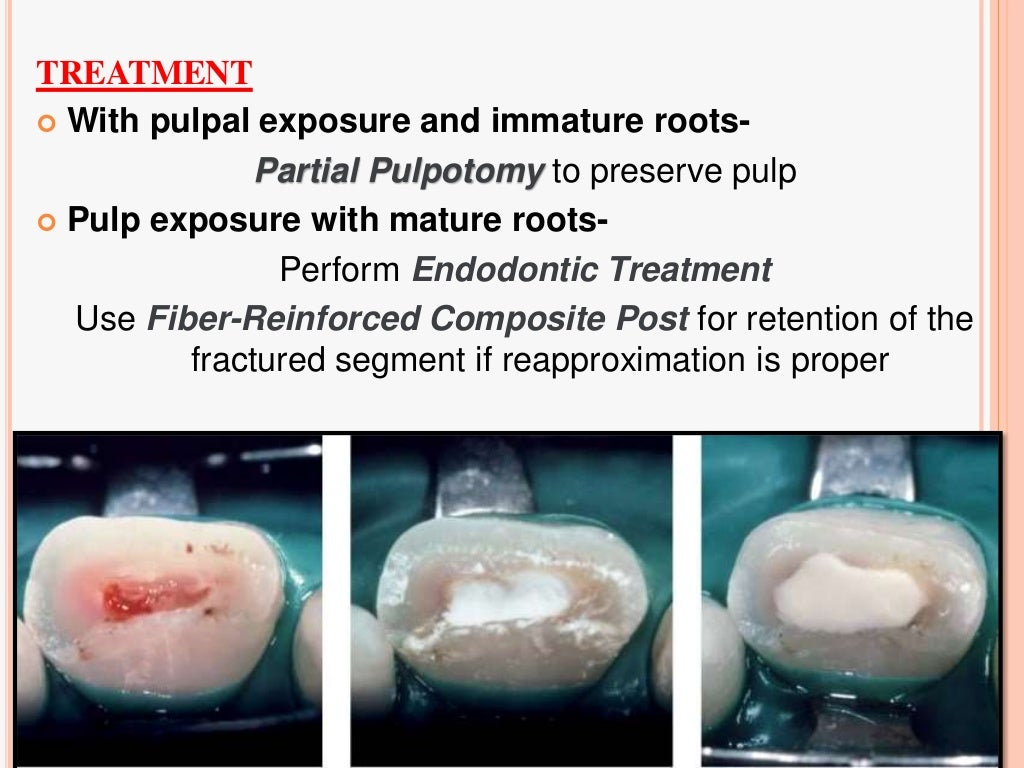 TREATMENT
With pulpal exposure and immature roots-
Partial Pulpotomy to preserve pulp
Pulp exposure with mature roots-
Perform Endodontic Treatment
Use Fiber-Reinforced Composite Post for retention of the
fractured segment if reapproximation is proper